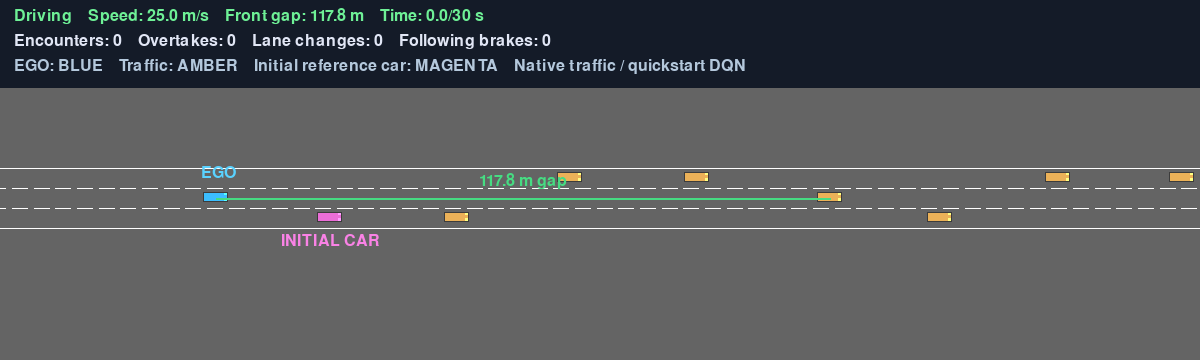 Driving Speed: 25.0 m/s Front gap: 117.8 m Time: 0.0/30 s
Encounters: 0 Overtakes: 0 Lane changes: 0 Following brakes: 0
EGO: BLUE Traffic: AMBER Initial reference car: MAGENTA Native traffic / quickstart DQN
EGO
117.8 m gap
INITIAL CAR